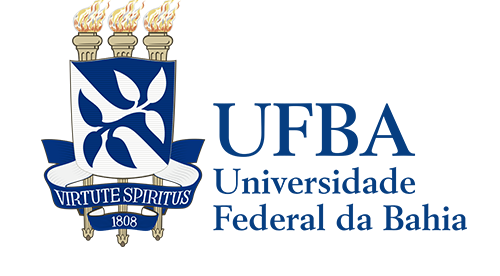 UFBA
Universidade
Federal da Bahia
VIRTUTE SPIRITUS
1808